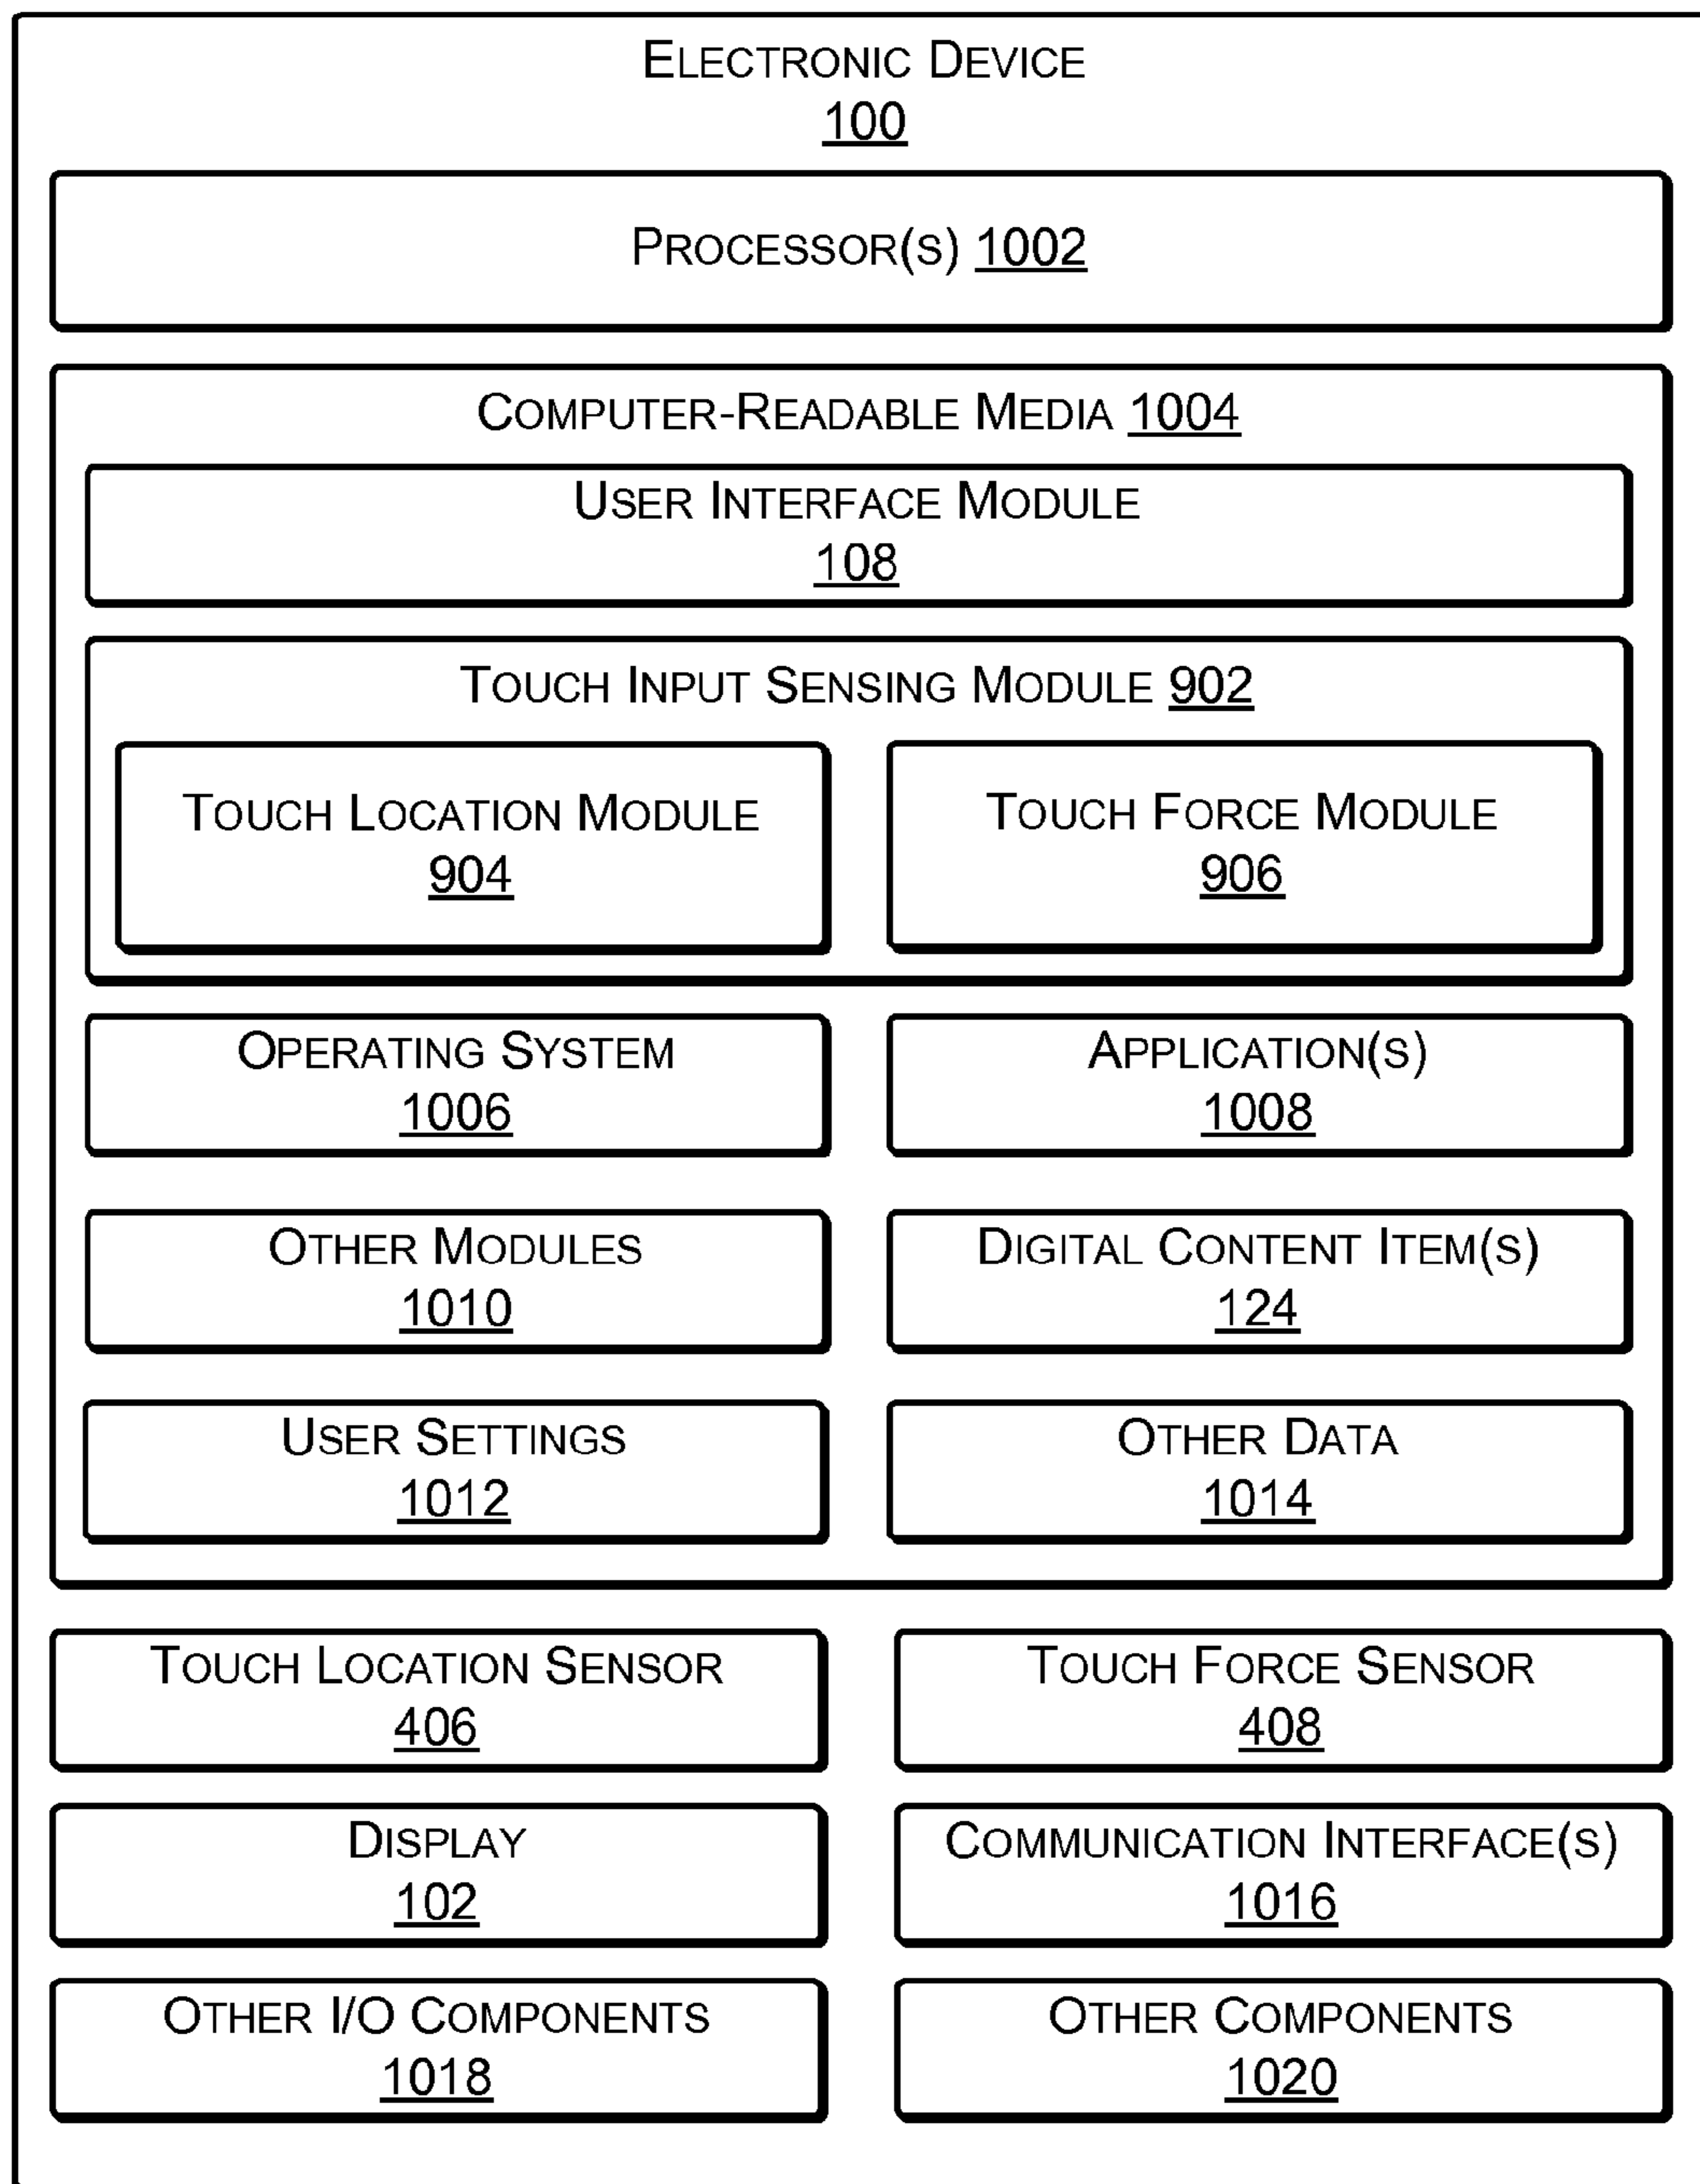 ELECTRONIC DEVICE
100
PROCESSOR(S) 1002
COMPUTER-READABLE MEDIA 1004
USER INTERFACE MODULE
108
TOUCH INPUT SENSING MODULE 902
TOUCH LOCATION MODULE
904
TOUCH FORCE MODULE
906
OPERATING SYSTEM
1006
APPLICATION(S)
1008
OTHER MODULES
1010
DIGITAL CONTENT ITEM(S)
124
USER SETTINGS
1012
OTHER DATA
1014
TOUCH LOCATION SENSOR
406
TOUCH FORCE SENSOR
408
DISPLAY
102
COMMUNICATION INTERFACE(S)
1016
OTHER I/O COMPONENTS
1018
OTHER COMPONENTS
1020